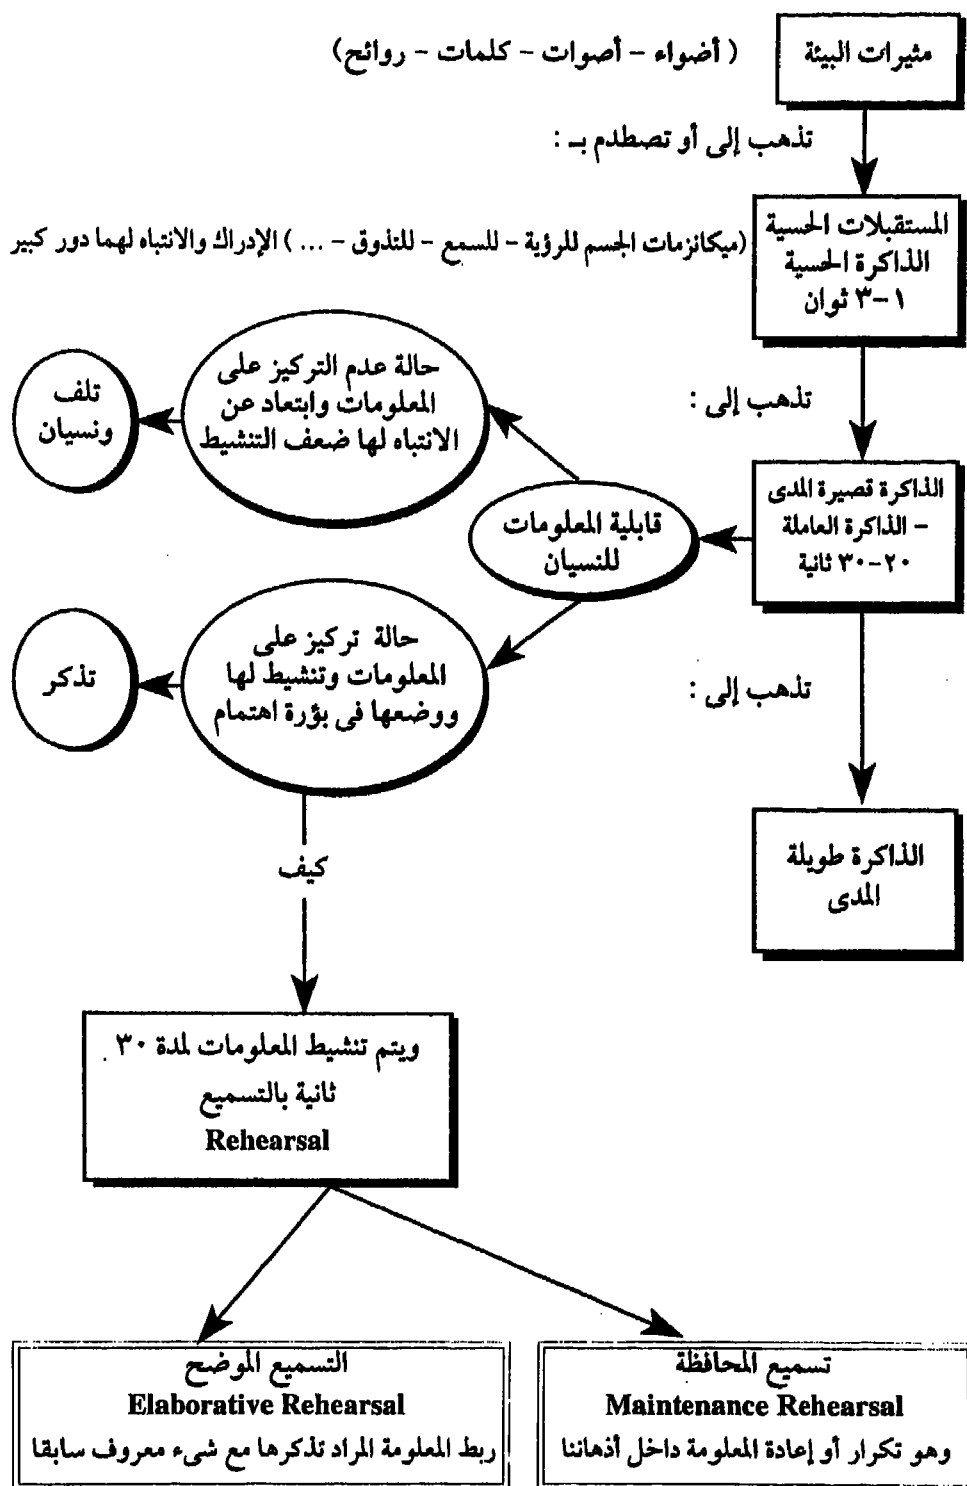 مثيرات البيئة
( أضواء - أصوات - كلمات - روائح)
تذهب إلى أو تصطدم بـ :
المستقبلات الحسية
الذاكرة الحسية
١-٣ ثوان
(ميكانزمات الجسم للرؤية - للسمع - للتذوق - ... ) الإدراك والانتباه لهما دور كبير
تذهب إلى :
الذاكرة قصيرة المدى
- الذاكرة العاملة
٢٠-٣٠ ثانية
قابلية المعلومات
للنسيان
حالة عدم التركيز على
المعلومات وابتعاد عن
الانتباه لها ضعف التنشيط
تلف
ونسيان
حالة تركيز على
المعلومات وتنشيط لها
ووضعها فى بؤرة اهتمام
تذكر
تذهب إلى :
الذاكرة طويلة
المدى
كيف
ويتم تنشيط المعلومات لمدة ٣٠
ثانية بالتسميع
Rehearsal
تسميع المحافظة
Maintenance Rehearsal
وهو تكرار أو إعادة المعلومة داخل أذهاننا
التسميع الموضح
Elaborative Rehearsal
ربط المعلومة المراد تذكرها مع شىء معروف سابقا